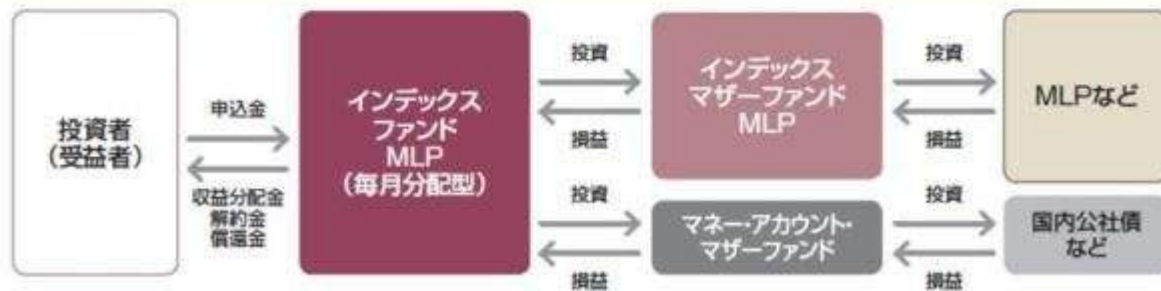 投資者
(受益者)
申込金
収益分配金
解約金
償還金
インデックス
ファンド
MLP
(毎月分配型)
投資
損益
投資
損益
インデックス
マザーファンド
MLP
マネー・アカウント・
マザーファンド
投資
損益
投資
損益
MLPなど
国内公社債
など